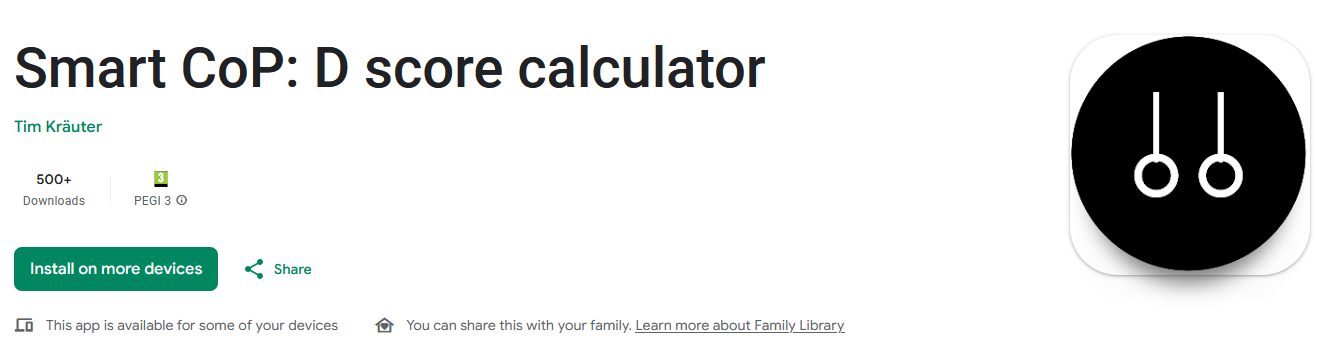 Smart CoP: D score calculator
Tim Kräuter
500+
3
Downloads
PEGI 3
Install on more devices
Share
This app is available for some of your devices
You can share this with your family. Learn more about Family Library